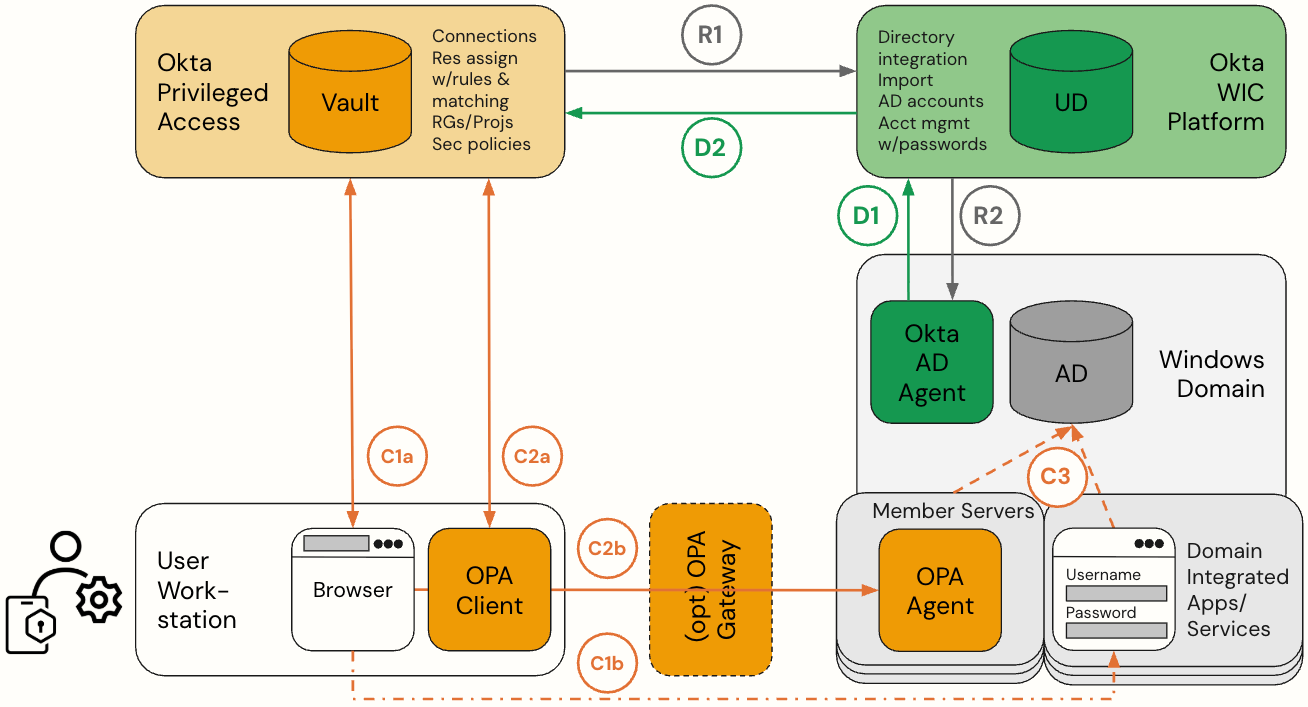 Okta
Privileged
Access
Vault
Connections
Res assign
w/rules &
matching
RGs/Projs
Sec policies
R1
D2
Directory
integration
Import
AD accounts
Acct mgmt
w/passwords
UD
Okta
WIC
Platform
D1
R2
Okta
AD
Agent
AD
Windows
Domain
C1a
C2a
C3
User
Work-
station
Browser
OPA
Client
C2b
(opt) OPA
Gateway
C1b
Member Servers
OPA
Agent
Username
Password
Domain
Integrated
Apps/
Services